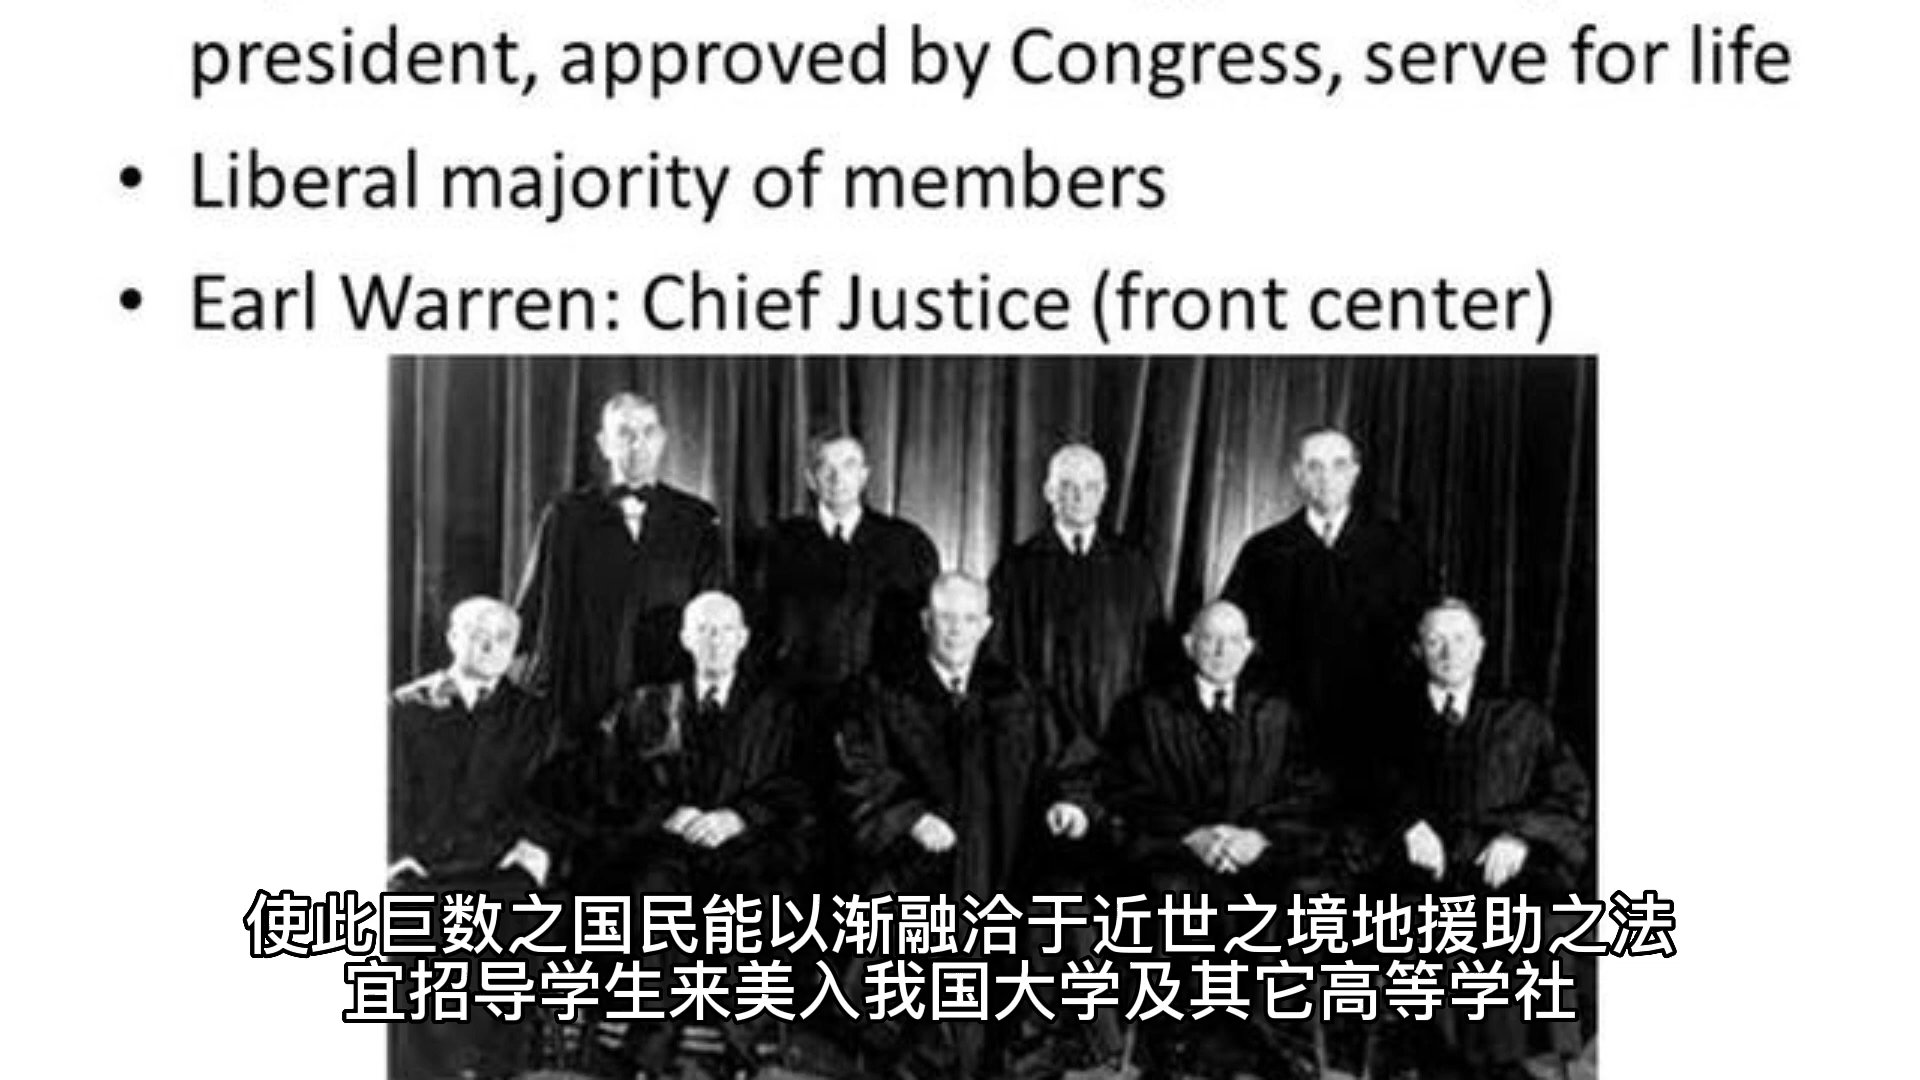 president, approved by Congress, serve for life
• Liberal majority of members
• Earl Warren: Chief Justice (front center)
使此巨数之国民能以渐融洽于近世之境地援助之法
宜招导学生来美入我国大学及其它高等学社